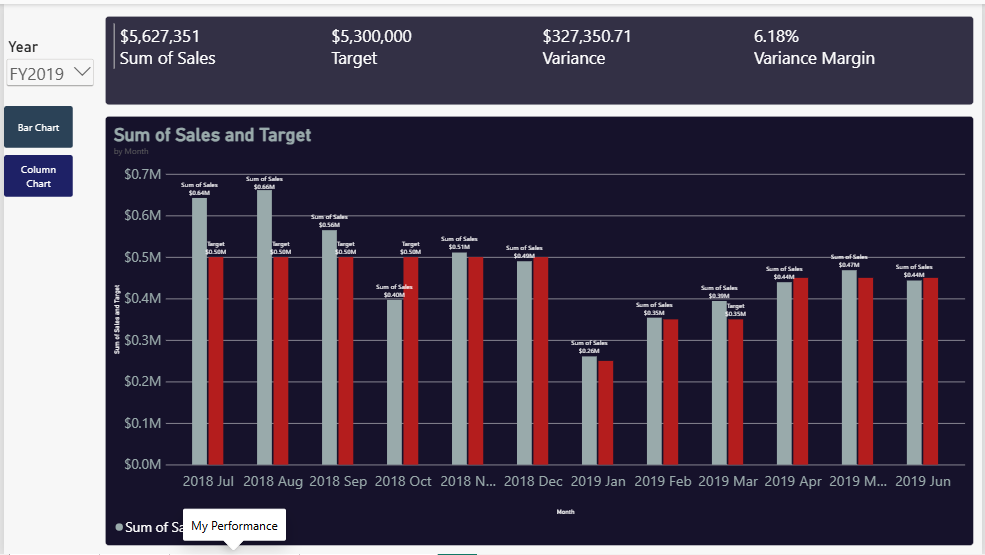 Year
FY2019
Bar Chart
Column
Chart
$5,627,351
Sum of Sales
$5,300,000
Target
$327,350.71
Variance
6.18%
Variance Margin
Sum of Sales and Target
by Month
Sum of Sales and Target
$0.7M
$0.6M
$0.5M
$0.4M
$0.3M
$0.2M
$0.1M
$0.0M
Sum of Sales
$0.64M
Target
$0.50M
Sum of Sales
$0.66M
Target
$0.50M
Sum of Sales
$0.56M
Target
$0.50M
Sum of Sales
$0.40M
Target
$0.50M
Sum of Sales
$0.51M
Sum of Sales
$0.49M
Sum of Sales
$0.26M
Sum of Sales
$0.35M
Sum of Sales
$0.39M
Target
$0.35M
Sum of Sales
$0.44M
Sum of Sales
$0.47M
Sum of Sales
$0.44M
2018 Jul 2018 Aug 2018 Sep 2018 Oct 2018 N... 2018 Dec 2019 Jan 2019 Feb 2019 Mar 2019 Apr 2019 M... 2019 Jun
Month
Sum of Sa
My Performance